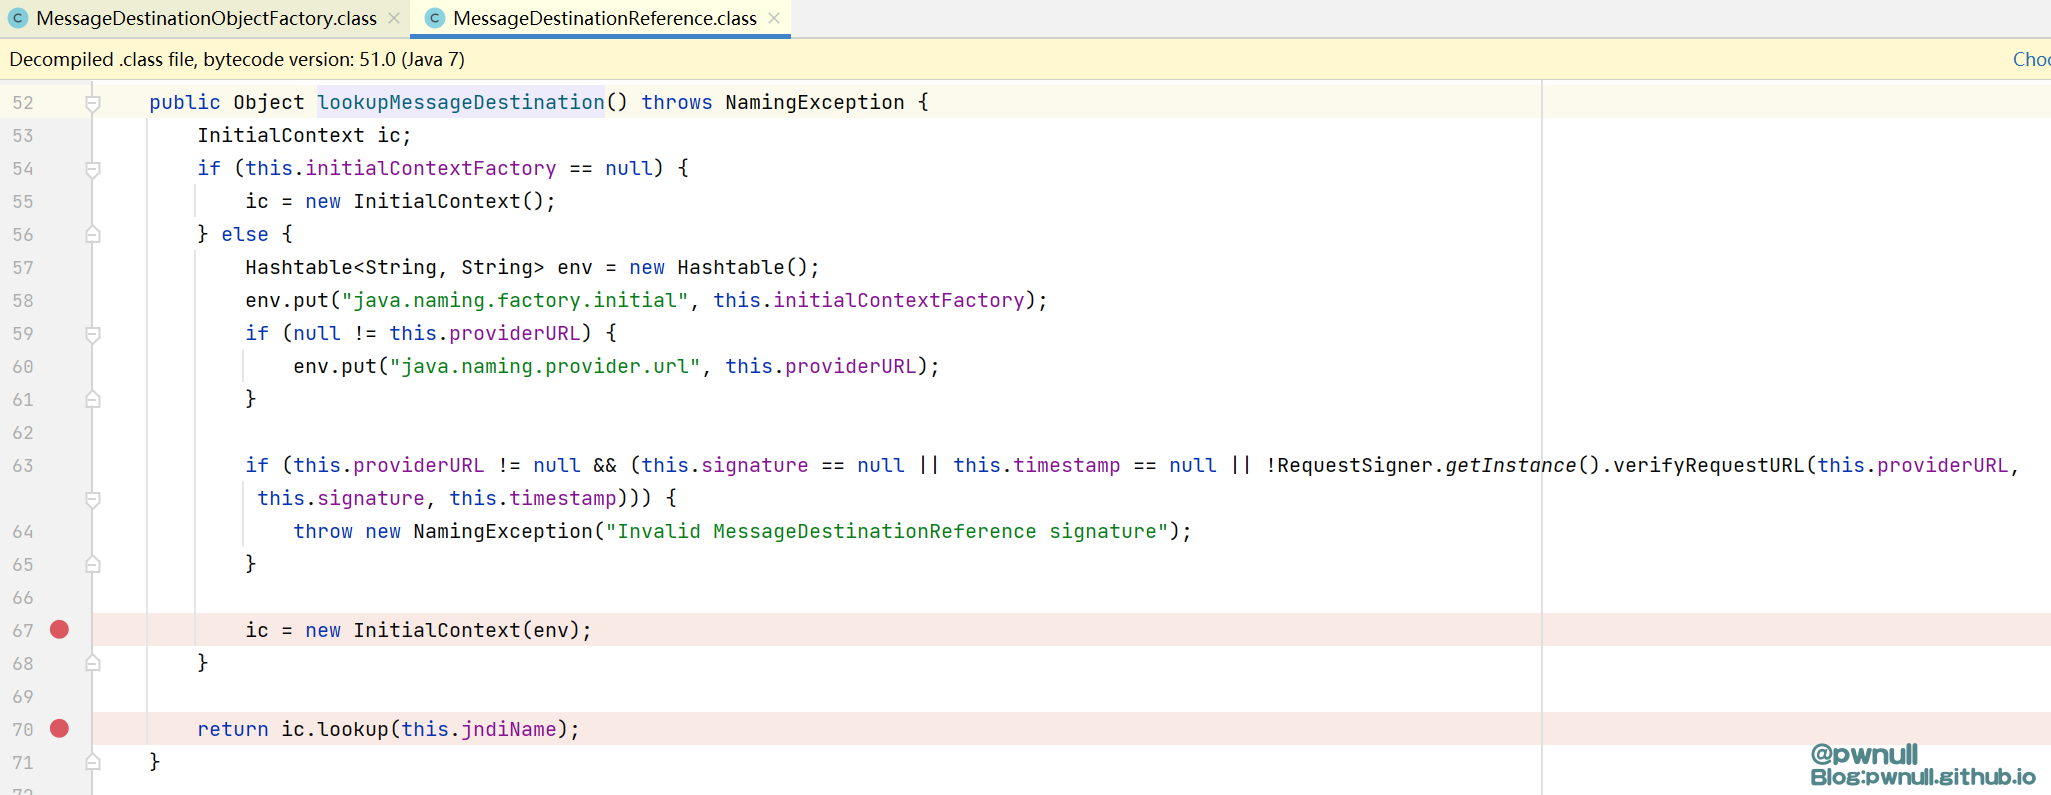 MessageDestinationObjectFactory.class MessageDestinationReference.class
Decompiled .class file, bytecode version: 51.0 (Java 7) Choo
52 public Object lookupMessageDestination() throws NamingException {
53 InitialContext ic;
54 if (this.initialContextFactory == null) {
55 ic = new InitialContext();
56 } else {
57 Hashtable<String, String> env = new Hashtable();
58 env.put("java.naming.factory.initial", this.initialContextFactory);
59 if (null != this.providerURL) {
60 env.put("java.naming.provider.url", this.providerURL);
61 }
62
63 if (this.providerURL != null && (this.signature == null || this.timestamp == null || !RequestSigner.getInstance().verifyRequestURL(this.providerURL,
this.signature, this.timestamp))) {
64 throw new NamingException("Invalid MessageDestinationReference signature");
65 }
66
67 ic = new InitialContext(env);
68 }
69
70 return ic.lookup(this.jndiName);
71 }
@pwnull
Blog:pwnull.github.io